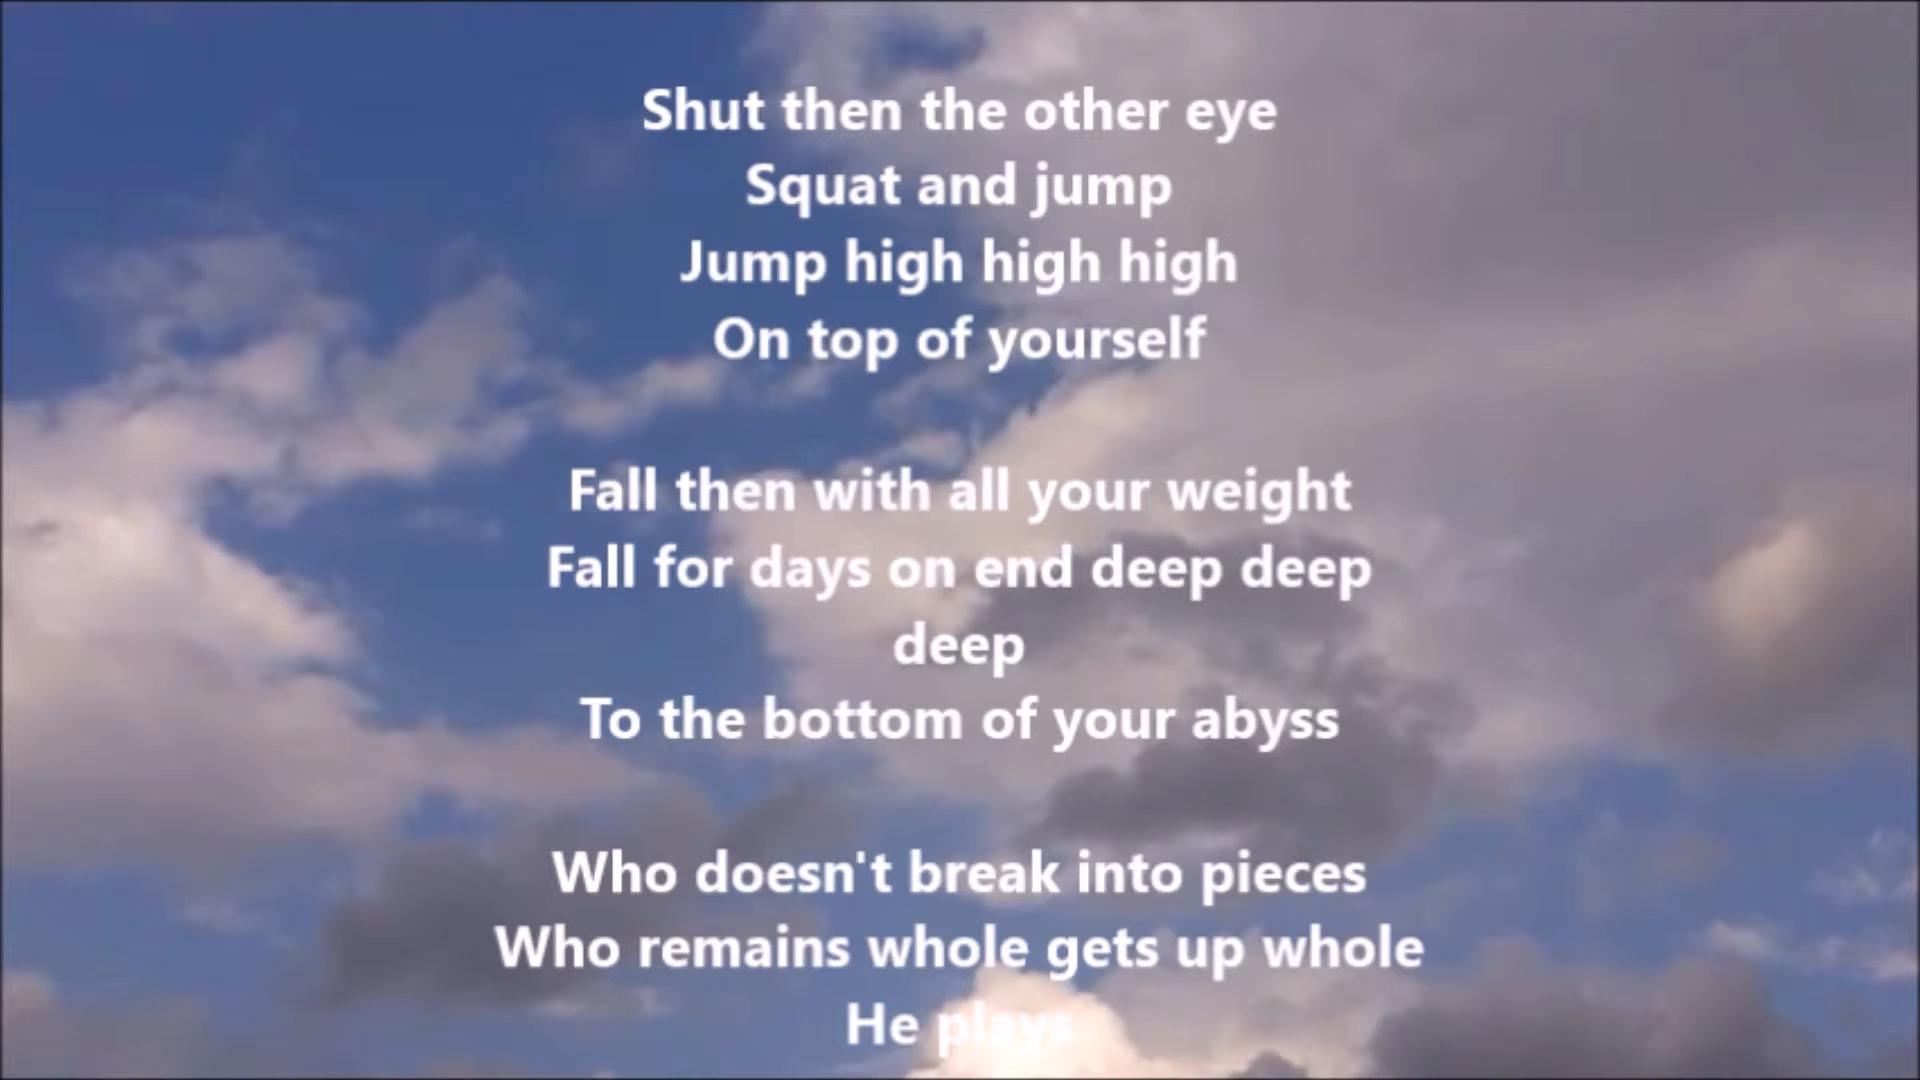 Shut then the other eye
Squat and jump
Jump high high high
On top of yourself
Fall then with all your weight
Fall for days on end deep deep
deep
To the bottom of your abyss
Who doesn't break into pieces
Who remains whole gets up whole
He plays